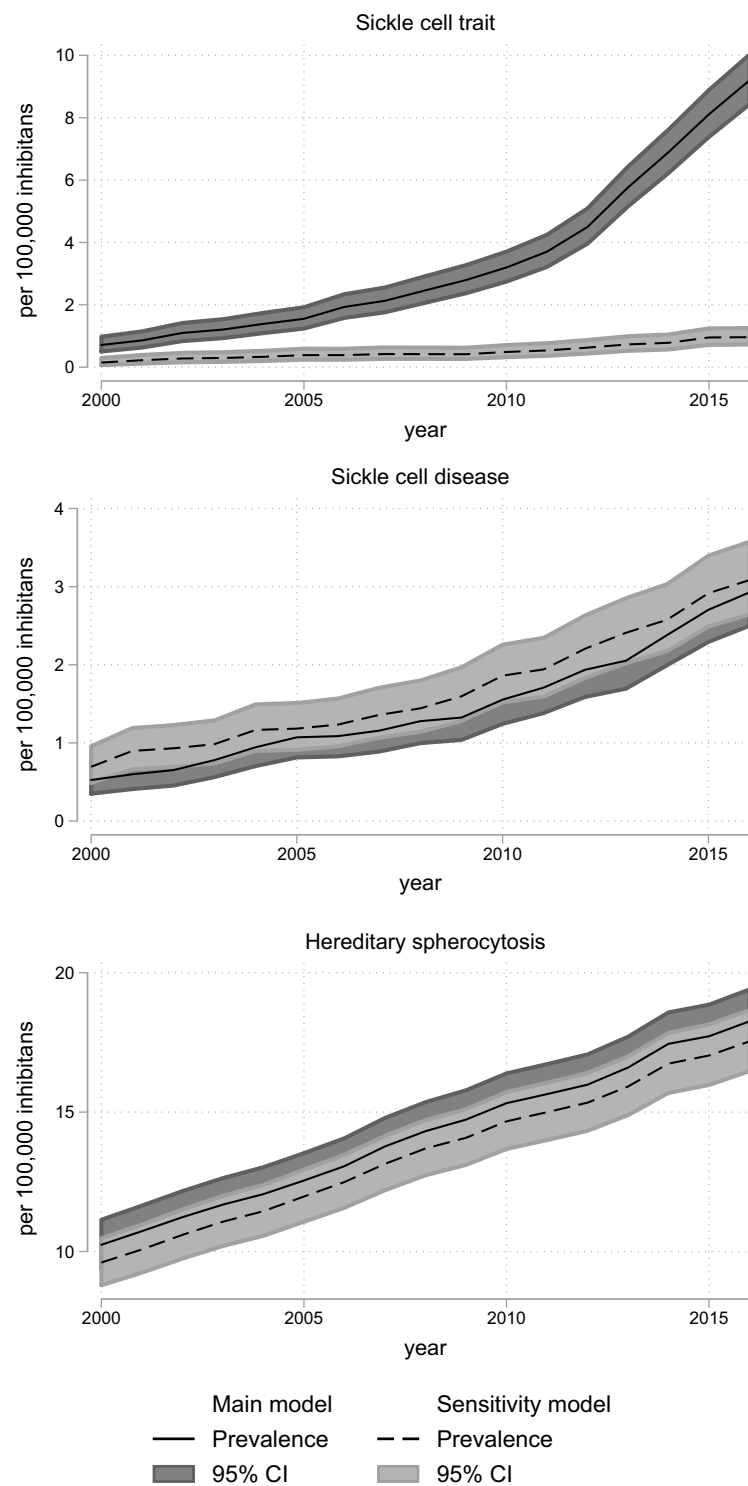 Sickle cell trait
10
8
6
4
2
0
per 100,000 inhibitans
2000 2005 2010 2015
year
Sickle cell disease
4
3
2
1
0
per 100,000 inhibitans
2000 2005 2010 2015
year
Hereditary spherocytosis
20
15
10
per 100,000 inhibitans
2000 2005 2010 2015
year
Main model Sensitivity model
Prevalence Prevalence
95% CI 95% CI